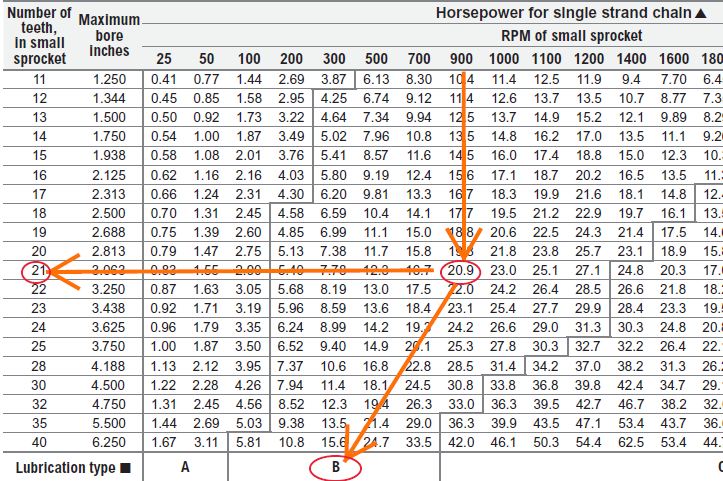 Number of teeth, in small sprocket
Maximum bore inches
Horsepower for single strand chain ▲
RPM of small sprocket
25 50 100 200 300 500 700 900 1000 1100 1200 1400 1600
11 1.250 0.41 0.77 1.44 2.69 3.87 6.13 8.30 10.4 11.4 12.5 11.9 9.4 7.70
12 1.344 0.45 0.85 1.58 2.95 4.25 6.74 9.12 11.4 12.6 13.7 13.5 10.7 8.77
13 1.500 0.50 0.92 1.73 3.22 4.64 7.34 9.94 12.5 13.7 14.9 15.2 12.1 9.89
14 1.750 0.54 1.00 1.87 3.49 5.02 7.96 10.8 13.5 14.8 16.2 17.0 13.5 11.1
15 1.938 0.58 1.08 2.01 3.76 5.41 8.57 11.6 14.5 16.0 17.4 18.8 15.0 12.3
16 2.125 0.62 1.16 2.16 4.03 5.80 9.19 12.4 15.6 17.1 18.7 20.2 16.5 13.5
17 2.313 0.66 1.24 2.31 4.30 6.20 9.81 13.3 16.7 18.3 19.9 21.6 18.1 14.8
18 2.500 0.70 1.31 2.45 4.58 6.59 10.4 14.1 17.7 19.5 21.2 22.9 19.7 16.1
19 2.688 0.75 1.39 2.60 4.85 6.99 11.1 15.0 18.8 20.6 22.5 24.3 21.4 17.5
20 2.813 0.79 1.47 2.75 5.13 7.38 11.7 15.8 19.8 21.8 23.8 25.7 23.1 18.9
21 3.063 0.83 1.55 2.90 5.40 7.78 12.3 16.7 20.9 23.0 25.1 27.1 24.8 20.3
22 3.250 0.87 1.63 3.05 5.68 8.19 13.0 17.5 22.0 24.2 26.4 28.5 26.6 21.8
23 3.438 0.92 1.71 3.19 5.96 8.59 13.6 18.4 23.1 25.4 27.7 29.9 28.4 23.3
24 3.625 0.96 1.79 3.35 6.24 8.99 14.2 24.2 26.6 29.0 31.3 30.3 24.8
25 3.750 1.00 1.87 3.50 6.52 9.40 14.9 20.1 25.3 27.8 30.3 32.7 32.2 26.4
28 4.188 1.13 2.12 3.95 7.37 10.6 16.8 22.8 28.5 31.4 34.2 37.0 38.2 31.3
30 4.500 1.22 2.28 4.26 7.94 11.4 18.1 24.5 30.8 33.8 36.8 39.8 42.4 34.7
32 4.750 1.31 2.45 4.56 8.52 12.3 19.4 26.3 33.0 36.3 39.5 42.7 46.7 38.2
35 5.500 1.44 2.69 5.03 9.38 13.5 21.4 29.0 36.3 39.9 43.5 47.1 53.4 43.7
40 6.250 1.67 3.11 5.81 10.8 15.6 24.7 33.5 42.0 46.1 50.3 54.4 62.5 53.4
Lubrication type ■ A B